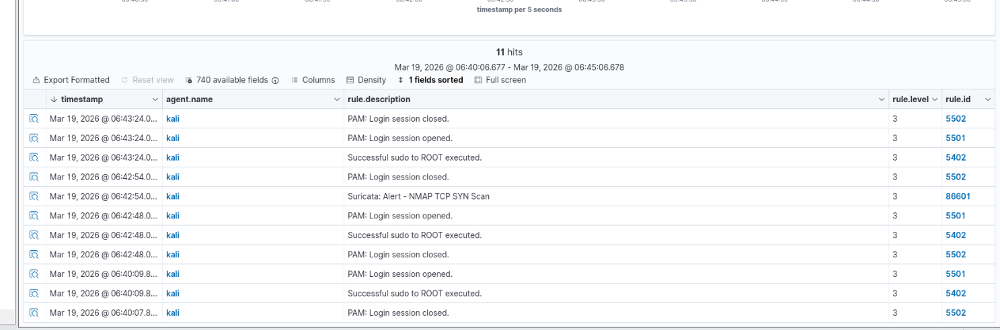 timestamp per 5 seconds
11 hits
Mar 19, 2026 @ 06:40:06.677 - Mar 19, 2026 @ 06:45:06.678
Export Formatted Reset view 740 available fields Columns Density 1 fields sorted Full screen
timestamp agent.name rule.description rule.level rule.id
Mar 19, 2026 @ 06:43:24.0... kali PAM: Login session closed. 3 5502
Mar 19, 2026 @ 06:43:24.0... kali PAM: Login session opened. 3 5501
Mar 19, 2026 @ 06:43:24.0... kali Successful sudo to ROOT executed. 3 5402
Mar 19, 2026 @ 06:42:54.0... kali PAM: Login session closed. 3 5502
Mar 19, 2026 @ 06:42:54.0... kali Suricata: Alert - NMAP TCP SYN Scan 3 86601
Mar 19, 2026 @ 06:42:48.0... kali PAM: Login session opened. 3 5501
Mar 19, 2026 @ 06:42:48.0... kali Successful sudo to ROOT executed. 3 5402
Mar 19, 2026 @ 06:42:48.0... kali PAM: Login session closed. 3 5502
Mar 19, 2026 @ 06:40:09.8... kali PAM: Login session opened. 3 5501
Mar 19, 2026 @ 06:40:09.8... kali Successful sudo to ROOT executed. 3 5402
Mar 19, 2026 @ 06:40:07.8... kali PAM: Login session closed. 3 5502